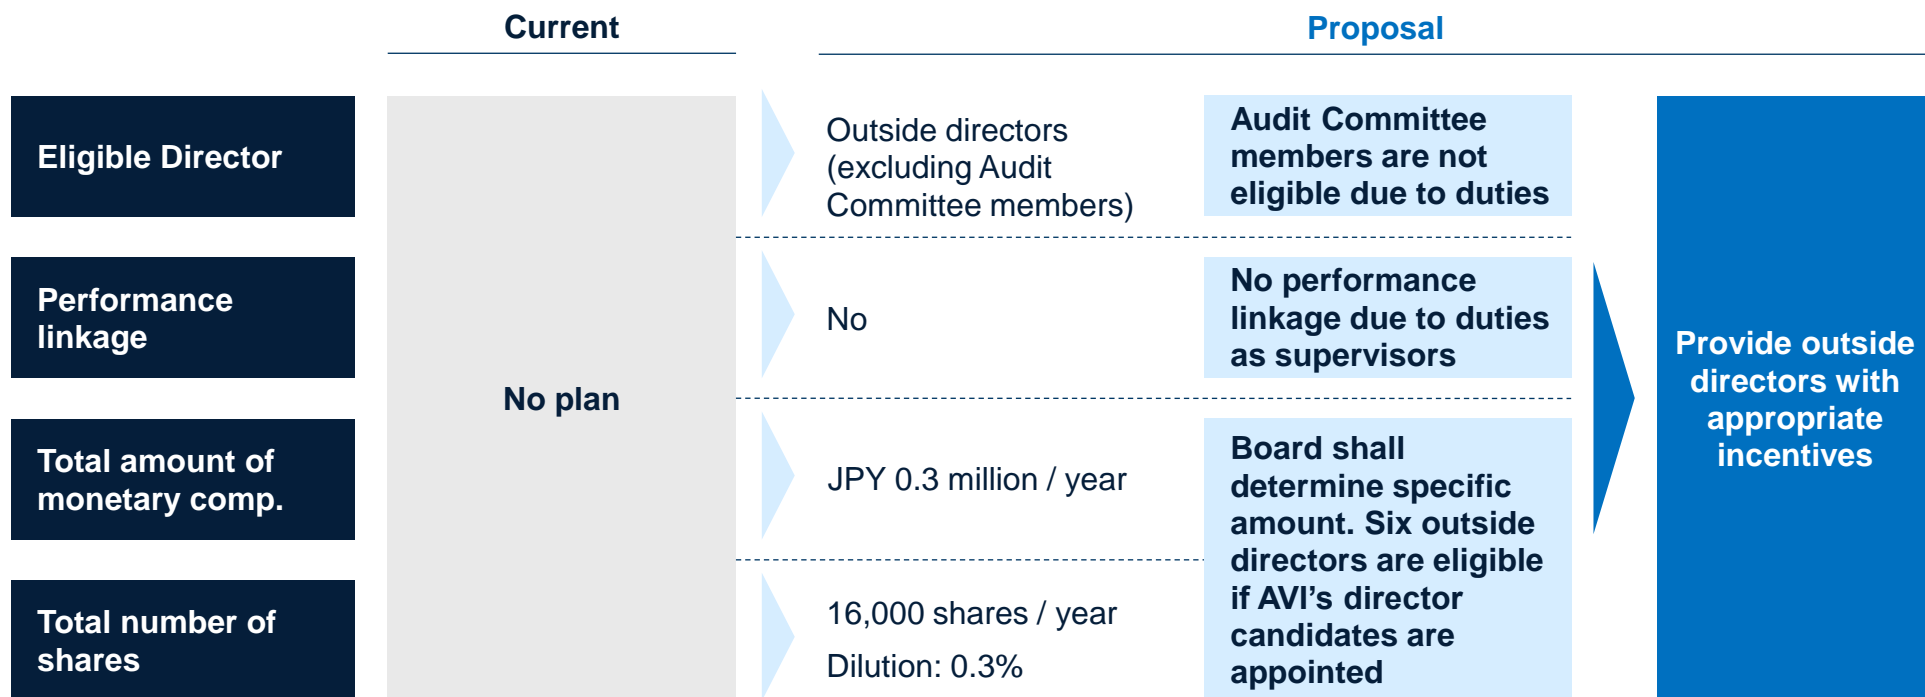 Current
Proposal
Eligible Director
Outside directors
(excluding Audit
Committee members)
Audit Committee
members are not
eligible due to duties
Performance
linkage
No
No performance
linkage due to duties
as supervisors
No plan
Total amount of
monetary comp.
JPY 0.3 million / year
Board shall
determine specific
amount. Six outside
directors are eligible
if AVI's director
candidates are
appointed
Total number of
shares
16,000 shares / year
Dilution: 0.3%
Provide outside
directors with
appropriate
incentives